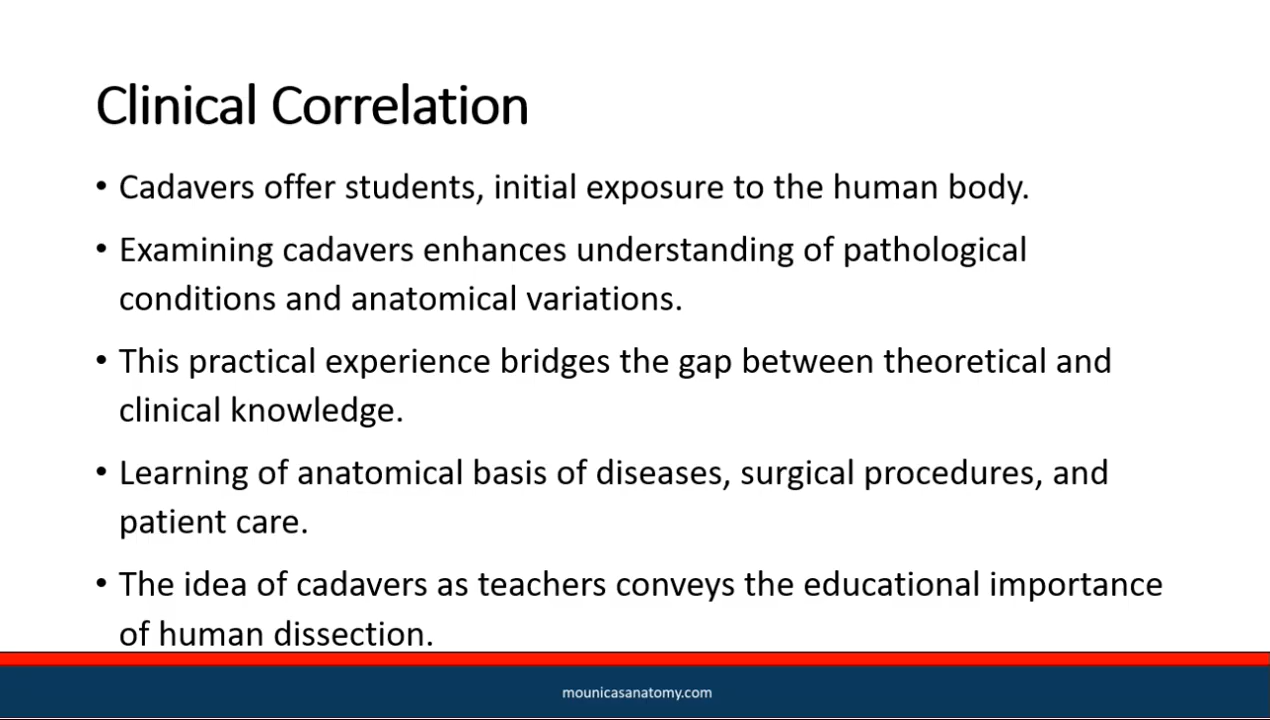 Clinical Correlation
• Cadavers offer students, initial exposure to the human body.
• Examining cadavers enhances understanding of pathological
conditions and anatomical variations.
• This practical experience bridges the gap between theoretical and
clinical knowledge.
• Learning of anatomical basis of diseases, surgical procedures, and
patient care.
• The idea of cadavers as teachers conveys the educational importance
of human dissection.
mounicasanatomy.com